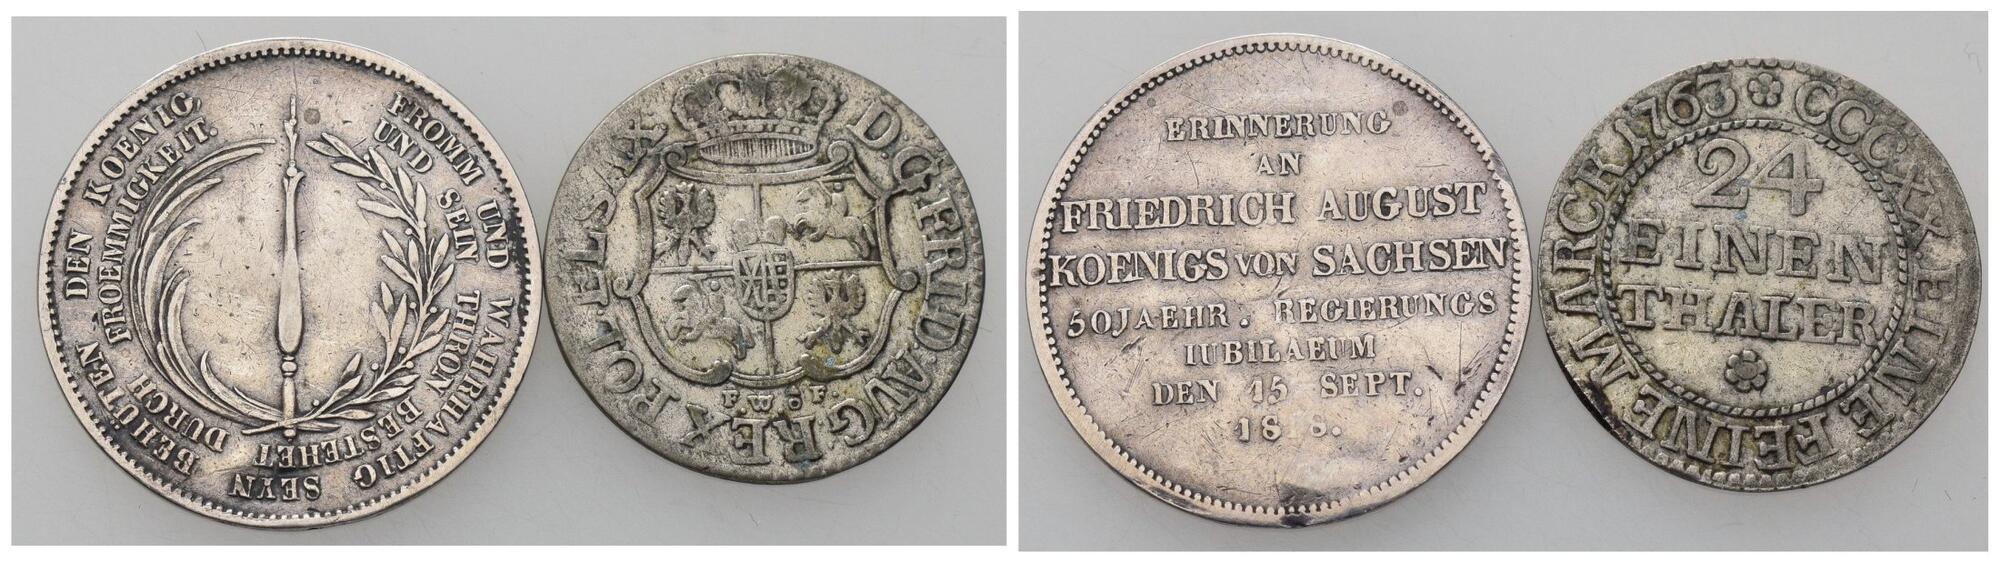 FROMM UND WAHRHAFTIG SEYN BEHÜTEN DEN KOENIG,
UND SEIN THRON BESTEHET DURCH FROEMMIGKEIT.
D:G:FRID:AUG:REX POL:ELSAX
F.W.ô F.
ERINNERUNG
AN
FRIEDRICH AUGUST
KOENIGS VON SACHSEN
50JAEHR. REGIERUNGS
IUBILAEUM
DEN 15 SEPT.
1818.
CCCXX.EINE FEINE MARCK 1763
24
EINEN
THALER